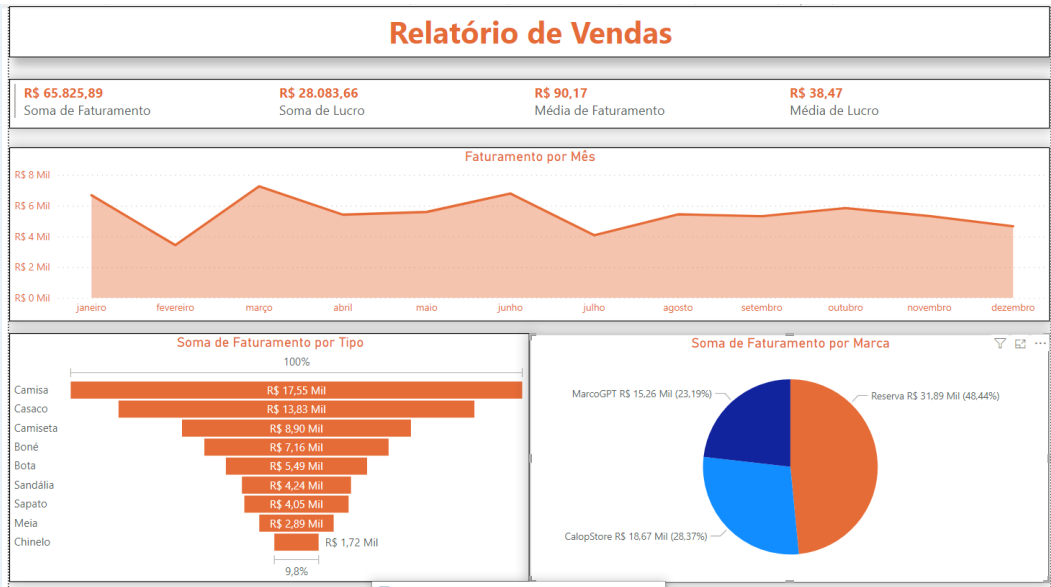 Relatório de Vendas
R$ 65.825,89
Soma de Faturamento
R$ 28.083,66
Soma de Lucro
R$ 90,17
Média de Faturamento
R$ 38,47
Média de Lucro
Faturamento por Mês
R$ 8 Mil
R$ 6 Mil
R$ 4 Mil
R$ 2 Mil
R$ 0 Mil
janeiro fevereiro março abril maio junho julho agosto setembro outubro novembro dezembro
Soma de Faturamento por Tipo
100%
Camisa R$ 17,55 Mil
Casaco R$ 13,83 Mil
Camiseta R$ 8,90 Mil
Boné R$ 7,16 Mil
Bota R$ 5,49 Mil
Sandália R$ 4,24 Mil
Sapato R$ 4,05 Mil
Meia R$ 2,89 Mil
Chinelo R$ 1,72 Mil
9,8%
Soma de Faturamento por Marca
MarcoGPT R$ 15,26 Mil (23,19%)
Reserva R$ 31,89 Mil (48,44%)
CalopStore R$ 18,67 Mil (28,37%)